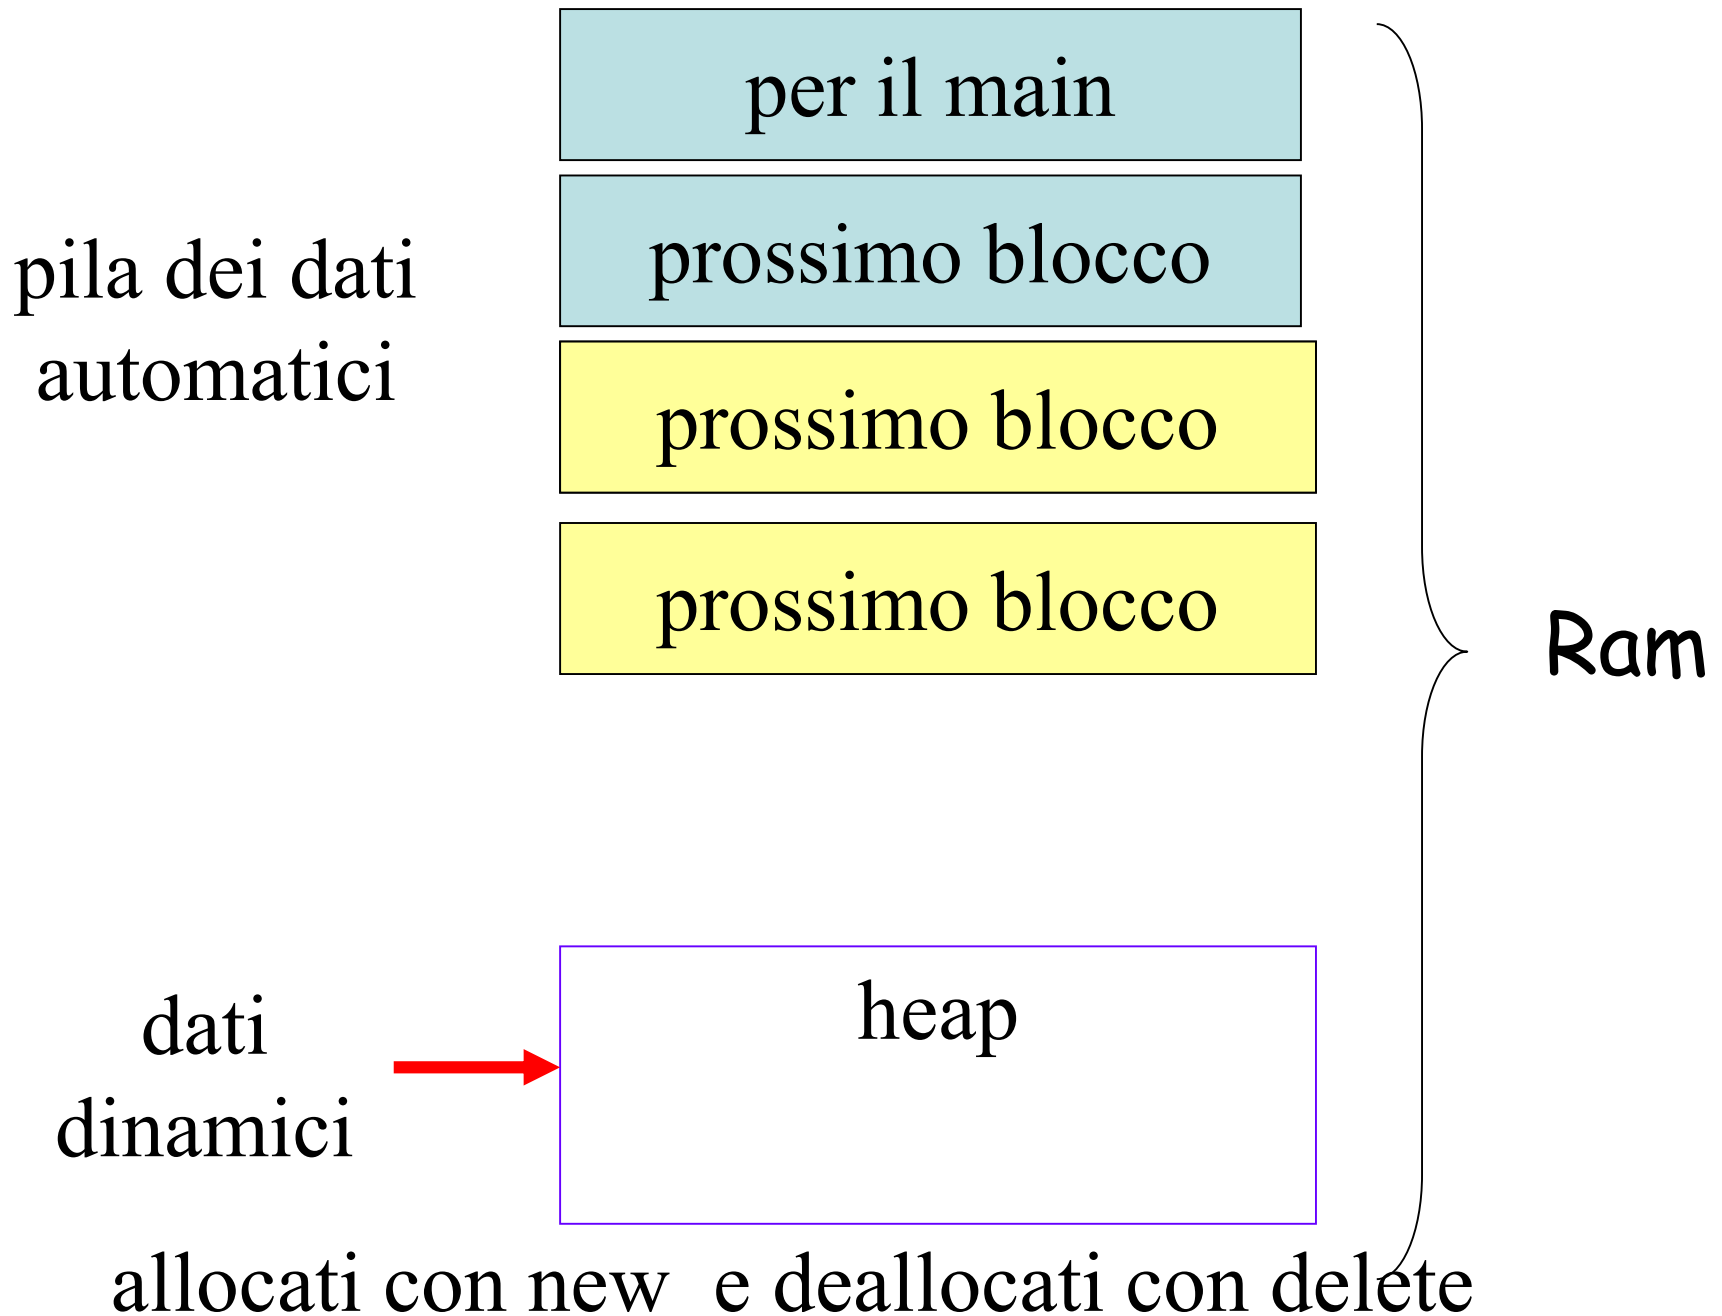 per il main
prossimo blocco
pila dei dati
automatici
prossimo blocco
prossimo blocco
Ram
heap
dati
dinamici
allocati con new e deallocati con delete